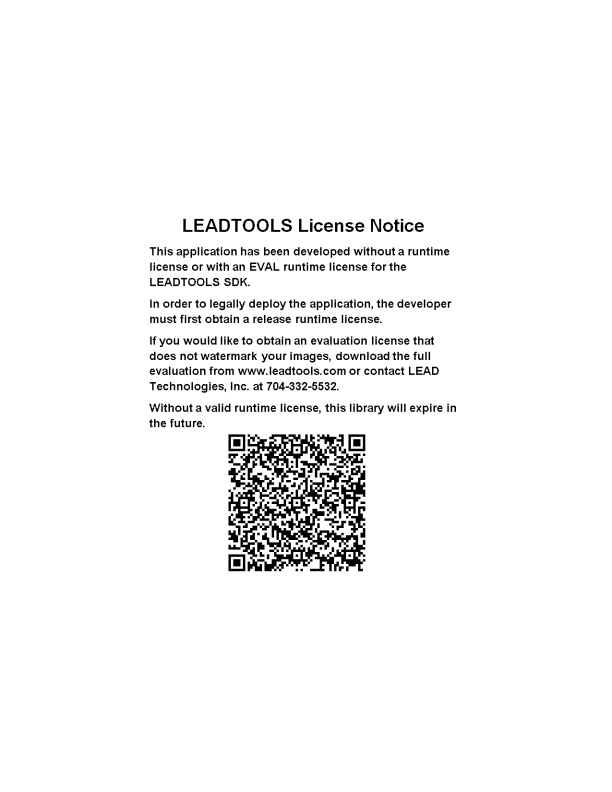 LEADTOOLS License Notice
This application has been developed without a runtime
license or with an EVAL runtime license for the
LEADTOOLS SDK.
In order to legally deploy the application, the developer
must first obtain a release runtime license.
If you would like to obtain an evaluation license that
does not watermark your images, download the full
evaluation from www.leadtools.com or contact LEAD
Technologies, Inc. at 704-332-5532.
Without a valid runtime license, this library will expire in
the future.